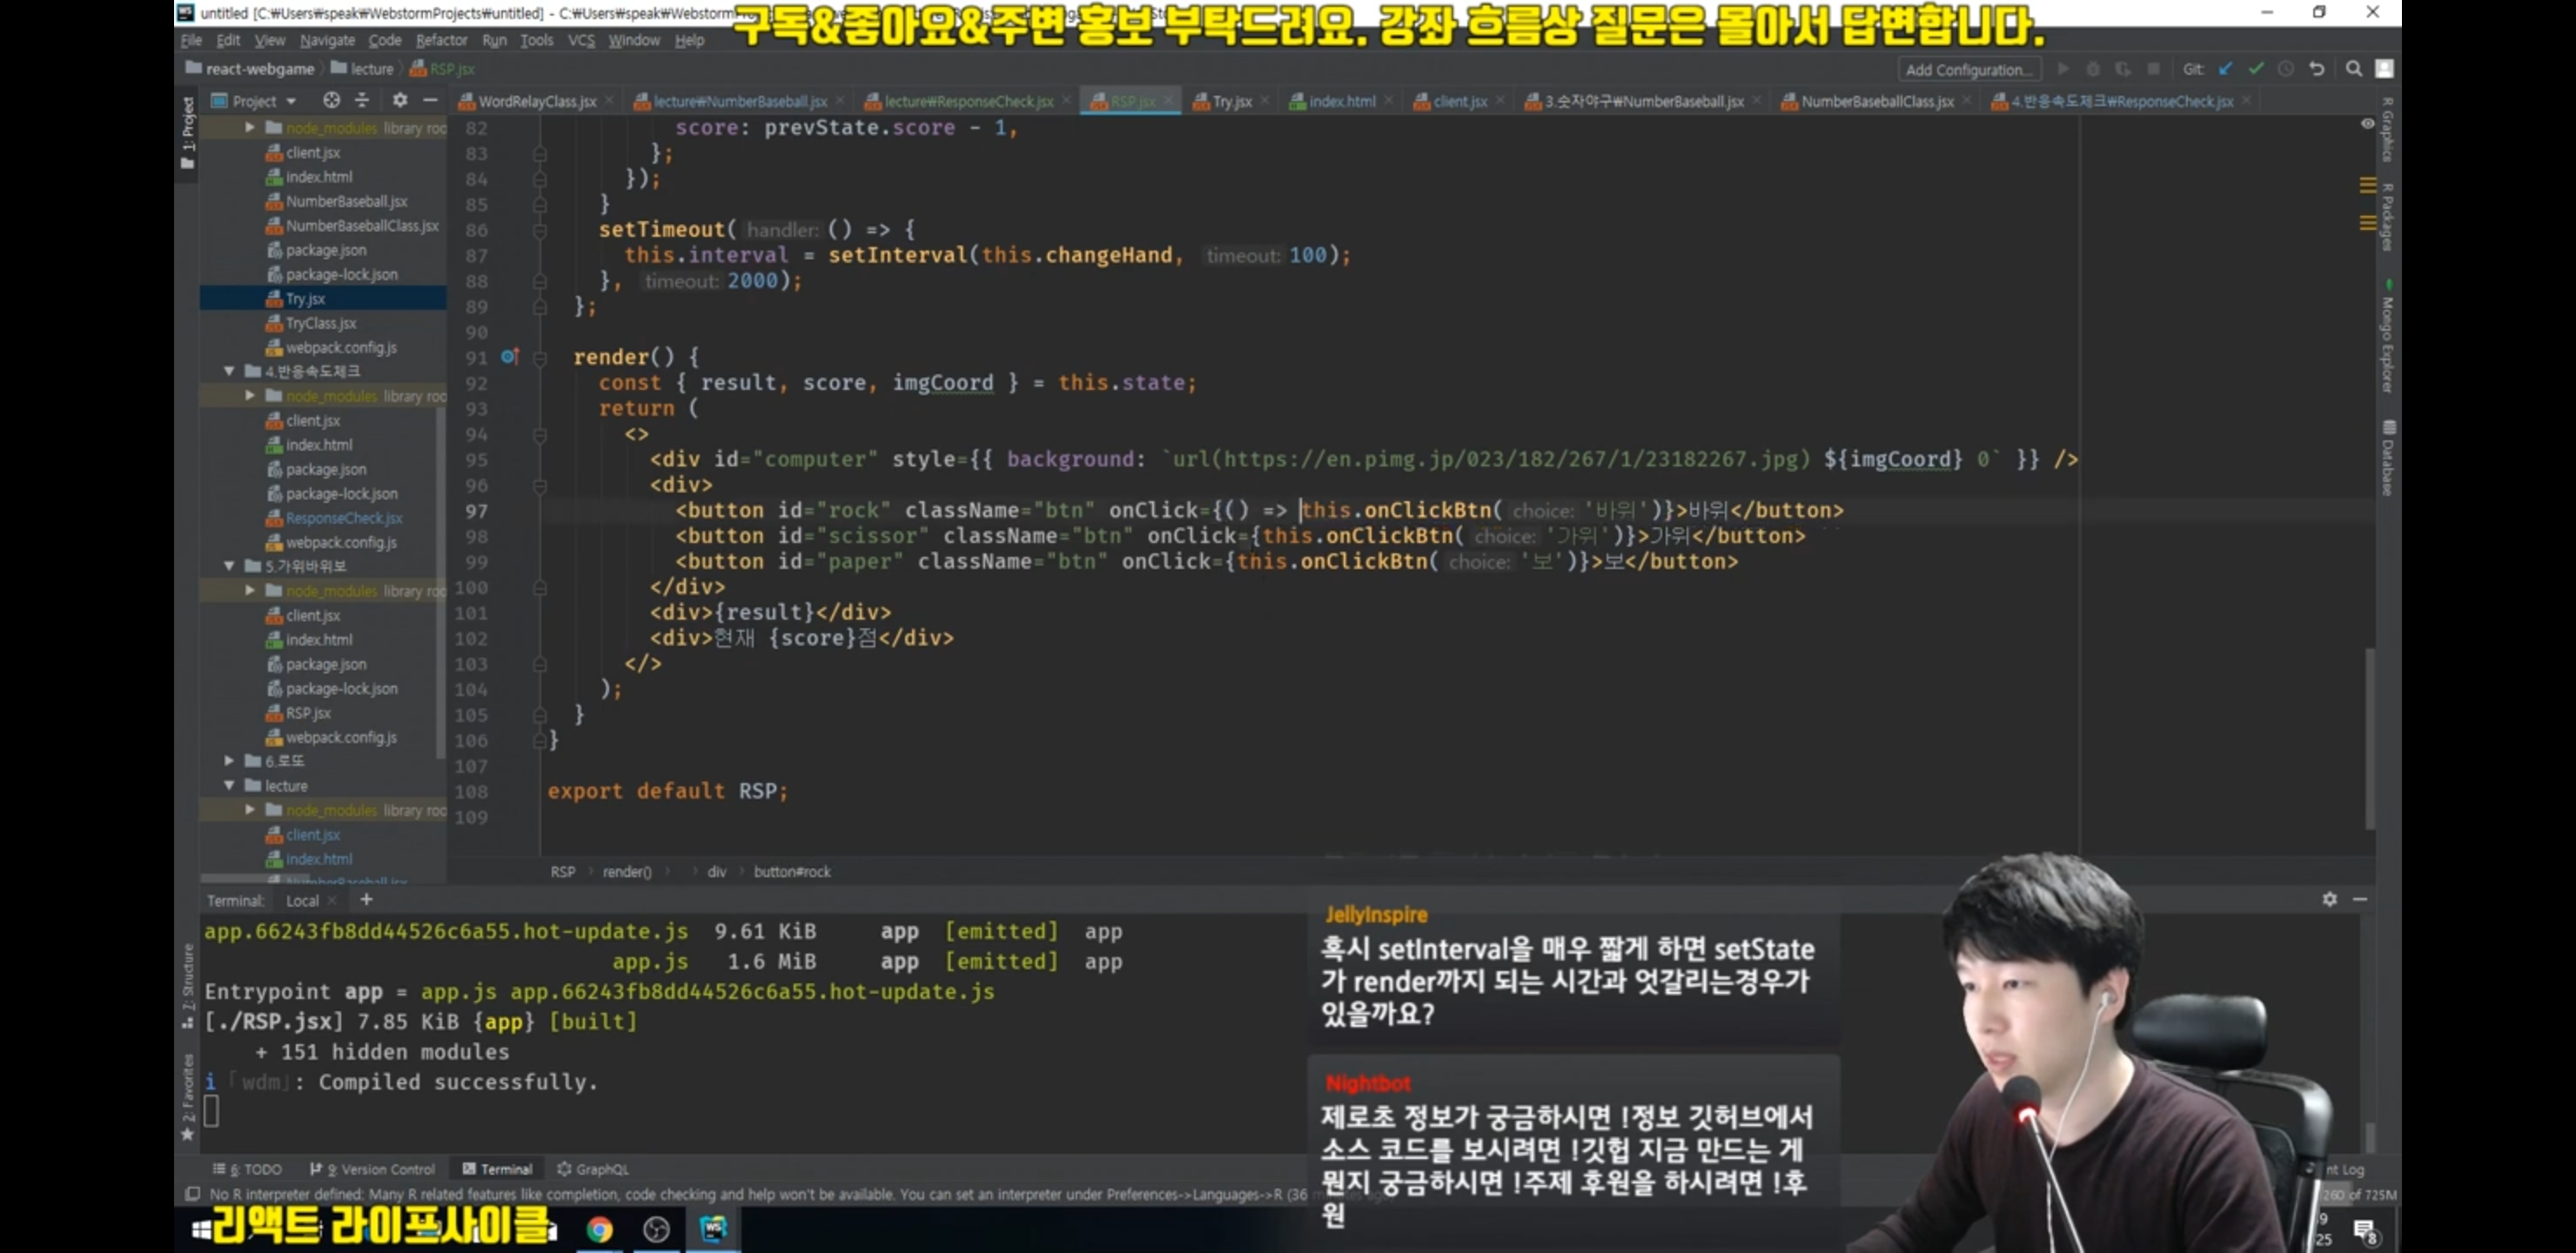 untitled [C:₩Users₩speak₩WebstormProjects₩untitled] - C:₩Users₩speak₩WebstormPro
구독&좋아요&주변 홍보 부탁드려요. 강좌 흐름상 질문은 몰아서 답변합니다.
File Edit View Navigate Code Refactor Run Tools VCS Window Help
react-webgame lecture RSP.jsx
Add Configuration... Git:
1: Project
Project
WordRelayClass.jsx lecture₩NumberBaseball.jsx lecture₩ResponseCheck.jsx RSP.jsx Try.jsx index.html client.jsx 3.숫자야구₩NumberBaseball.jsx NumberBaseballClass.jsx 4.반응속도체크₩ResponseCheck.jsx
node_modules library roo
client.jsx
index.html
NumberBaseball.jsx
NumberBaseballClass.jsx
package.json
package-lock.json
Try.jsx
TryClass.jsx
webpack.config.js
4.반응속도체크
node_modules library roo
client.jsx
index.html
package.json
package-lock.json
ResponseCheck.jsx
webpack.config.js
5.가위바위보
node_modules library roo
client.jsx
index.html
package.json
package-lock.json
RSP.jsx
webpack.config.js
6.로또
lecture
node_modules library roo
client.jsx
index.html
NumberBaseball.jsx
82 score: prevState.score - 1,
83 };
84 });
85 }
86 setTimeout( handler: () => {
87 this.interval = setInterval(this.changeHand, timeout: 100);
88 }, timeout: 2000);
89 };
90
91 render() {
92 const { result, score, imgCoord } = this.state;
93 return (
94 <>
95 <div id="computer" style={{ background: `url(https://en.pimg.jp/023/182/267/1/23182267.jpg) ${imgCoord} 0` }} />
96 <div>
97 <button id="rock" className="btn" onClick={() => this.onClickBtn( choice: '바위')}>바위</button>
98 <button id="scissor" className="btn" onClick={this.onClickBtn( choice: '가위')}>가위</button>
99 <button id="paper" className="btn" onClick={this.onClickBtn( choice: '보')}>보</button>
100 </div>
101 <div>{result}</div>
102 <div>현재 {score}점</div>
103 </>
104 );
105 }
106 }
107
108 export default RSP;
109
RSP render() div button#rock
R Graphics
R Packages
Mongo Explorer
Database
Terminal: Local +
app.66243fb8dd44526c6a55.hot-update.js 9.61 KiB app [emitted] app
app.js 1.6 MiB app [emitted] app
Entrypoint app = app.js app.66243fb8dd44526c6a55.hot-update.js
[./RSP.jsx] 7.85 KiB {app} [built]
+ 151 hidden modules
i 「wdm」: Compiled successfully.
7: Structure
2: Favorites
JellyInspire
혹시 setInterval을 매우 짧게 하면 setState
가 render까지 되는 시간과 엇갈리는경우가
있을까요?
Nightbot
제로초 정보가 궁금하시면 !정보 깃허브에서
소스 코드를 보시려면 !깃헙 지금 만드는 게
뭔지 궁금하시면 !주제 후원을 하시려면 !후
원
6: TODO 9: Version Control Terminal GraphQL
nt Log
No R interpreter defined: Many R related features like completion, code checking and help won't be available. You can set an interpreter under Preferences->Languages->R (36 m
260 of 725M
리액트 라이프사이클
WS
9
25
8